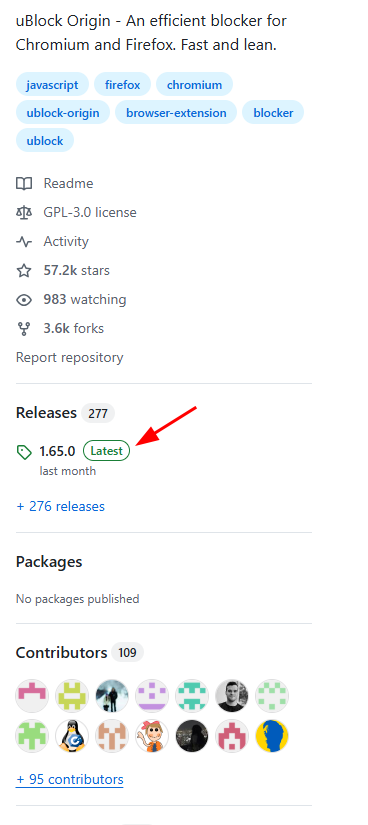 uBlock Origin - An efficient blocker for
Chromium and Firefox. Fast and lean.
javascript firefox chromium
ublock-origin browser-extension blocker
ublock
Readme
GPL-3.0 license
Activity
57.2k stars
983 watching
3.6k forks
Report repository
Releases 277
1.65.0 Latest
last month
+ 276 releases
Packages
No packages published
Contributors 109
+ 95 contributors